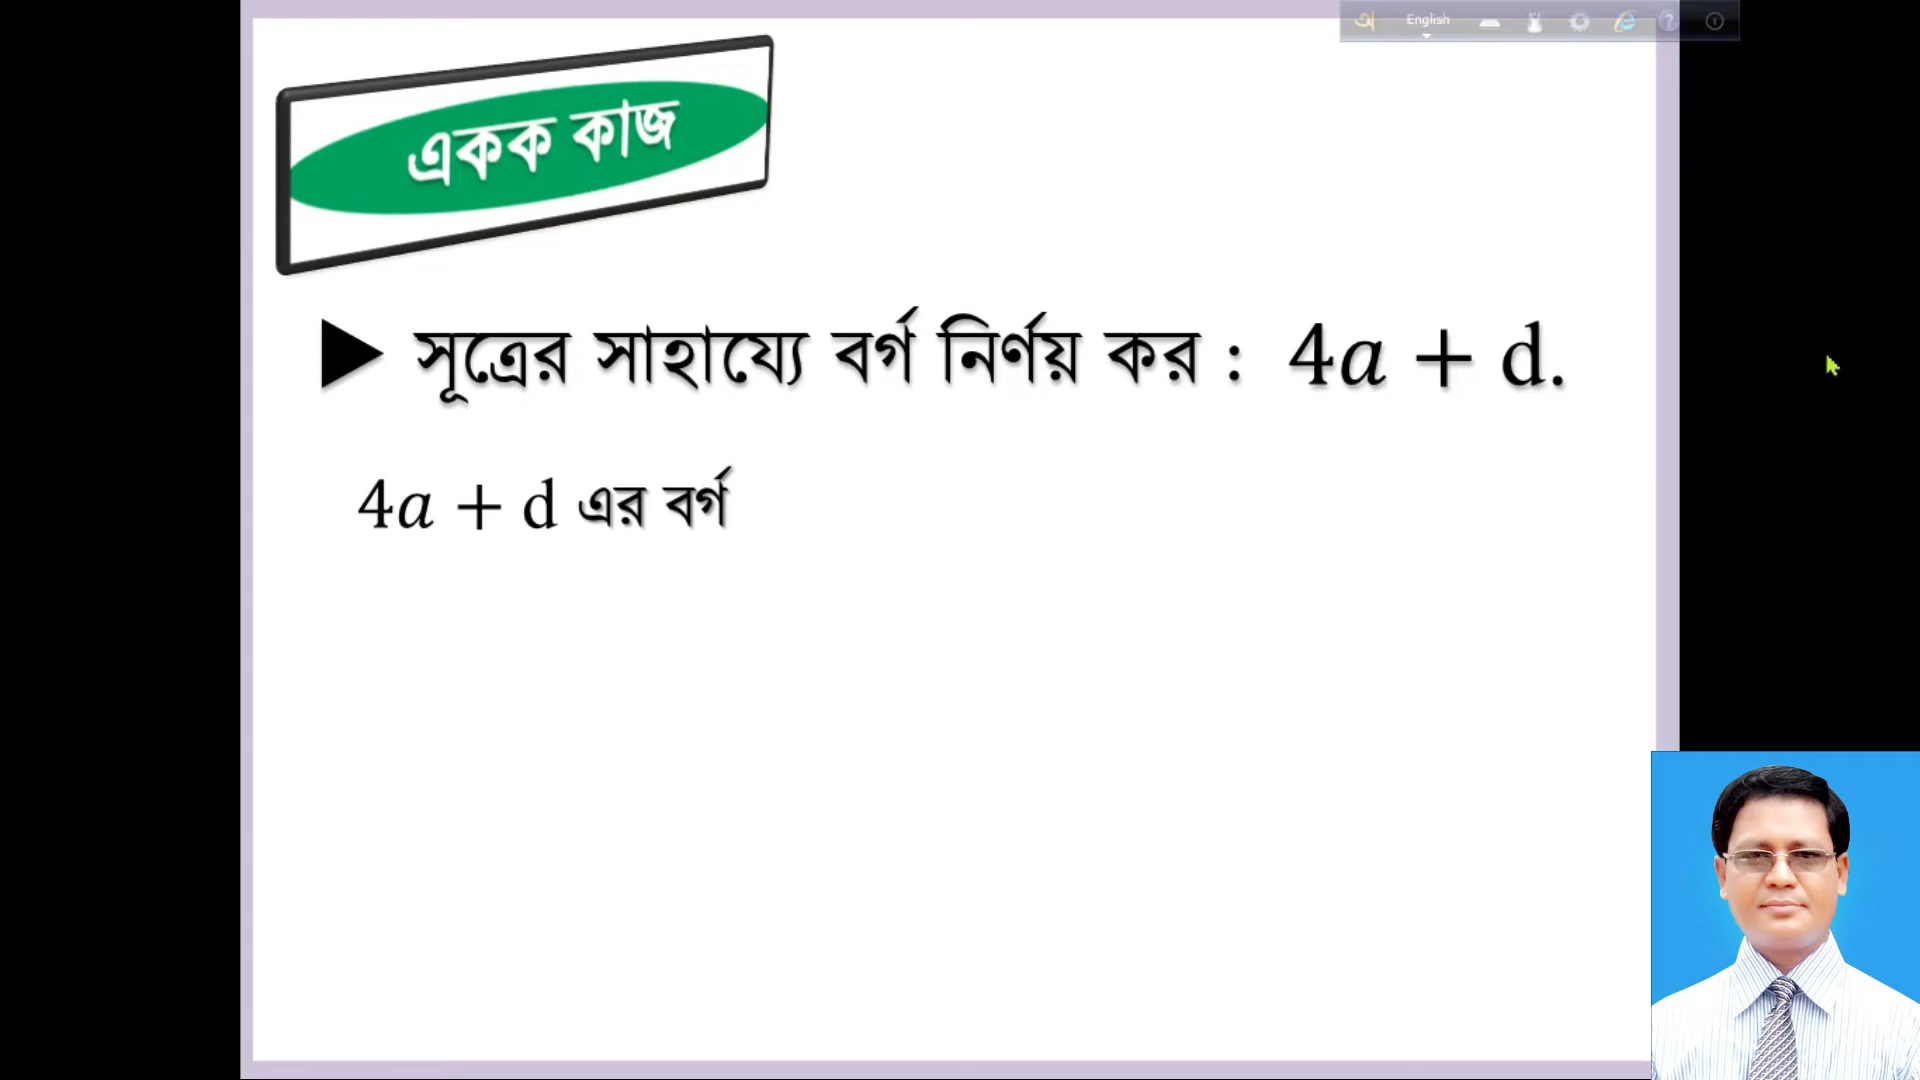 English
একক কাজ
▶ সূত্রের সাহায্যে বর্গ নির্ণয় কর : 4a + d.
4a + d এর বর্গ